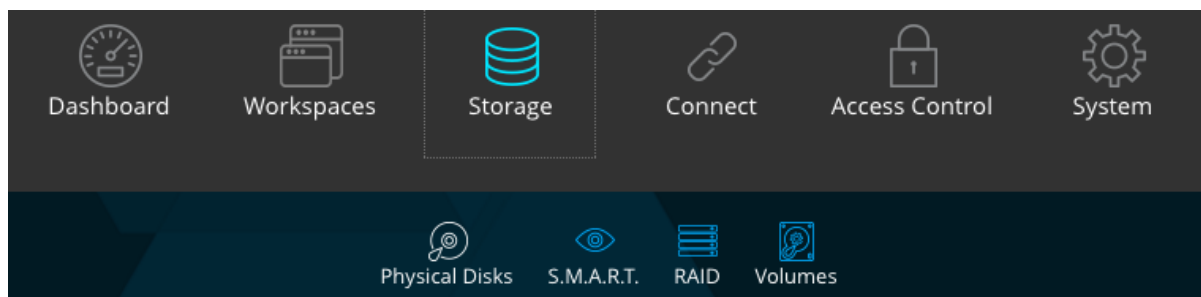 Dashboard Workspaces Storage Connect Access Control System
Physical Disks S.M.A.R.T. RAID Volumes